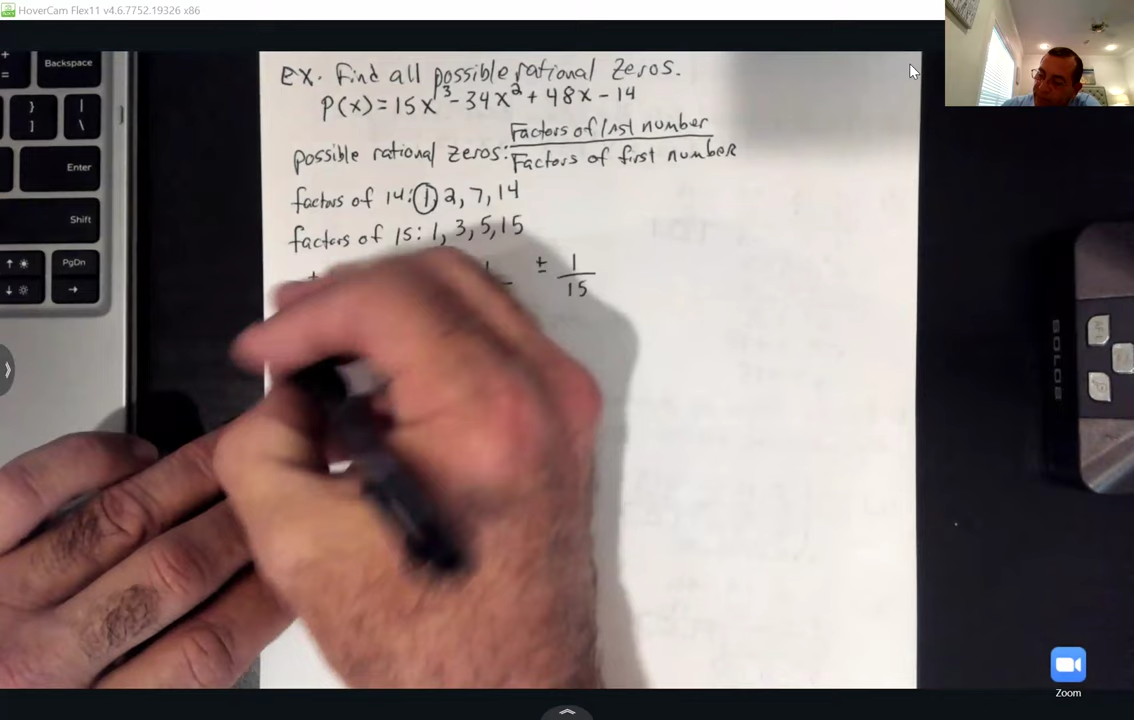 HoverCam Flex11 v4.6.7752.19326 x86
Backspace
Enter
Shift
PgDn
ex. Find all possible rational zeros.
P(x) = 15x³ - 34x² + 48x - 14
possible rational zeros: Factors of last number / Factors of first number
factors of 14: 1, 2, 7, 14
factors of 15: 1, 3, 5, 15
± 1/15
SOLO
Zoom